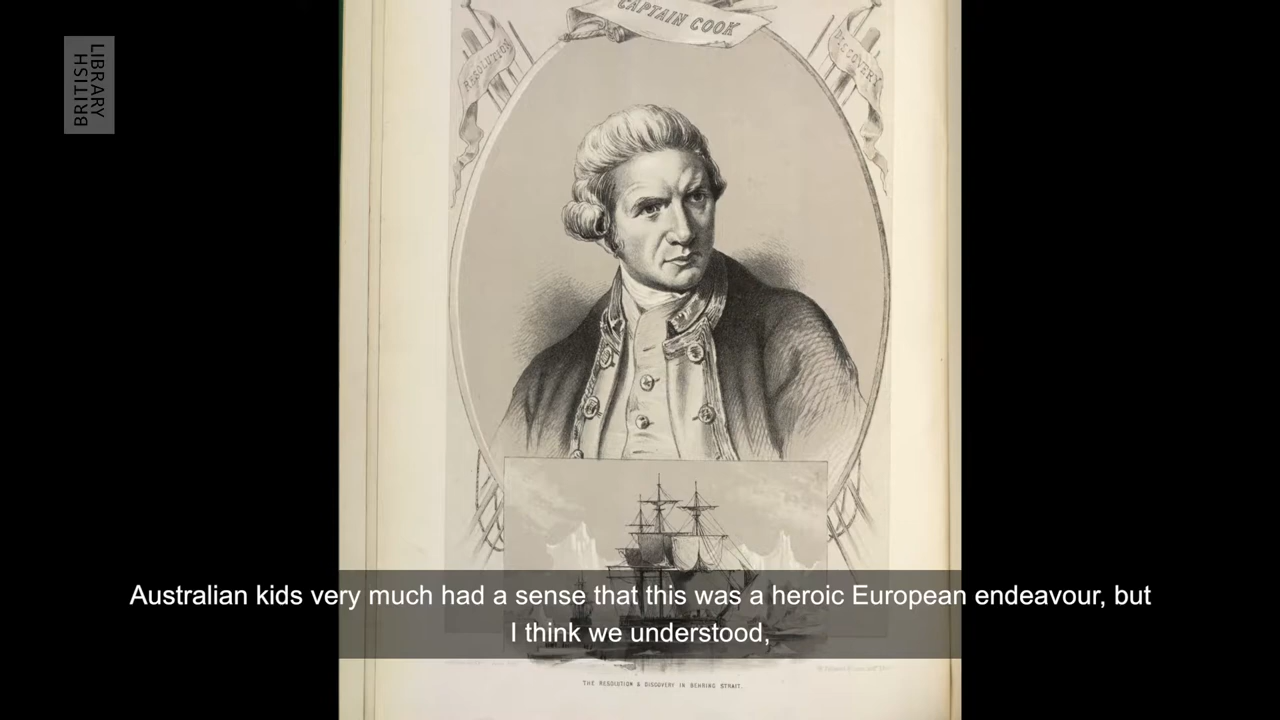 CAPTAIN COOK
RESOLUTION
DISCOVERY
BRITISH
LIBRARY
Australian kids very much had a sense that this was a heroic European endeavour, but
I think we understood,
THE RESOLUTION & DISCOVERY IN BEHRING STRAIT.